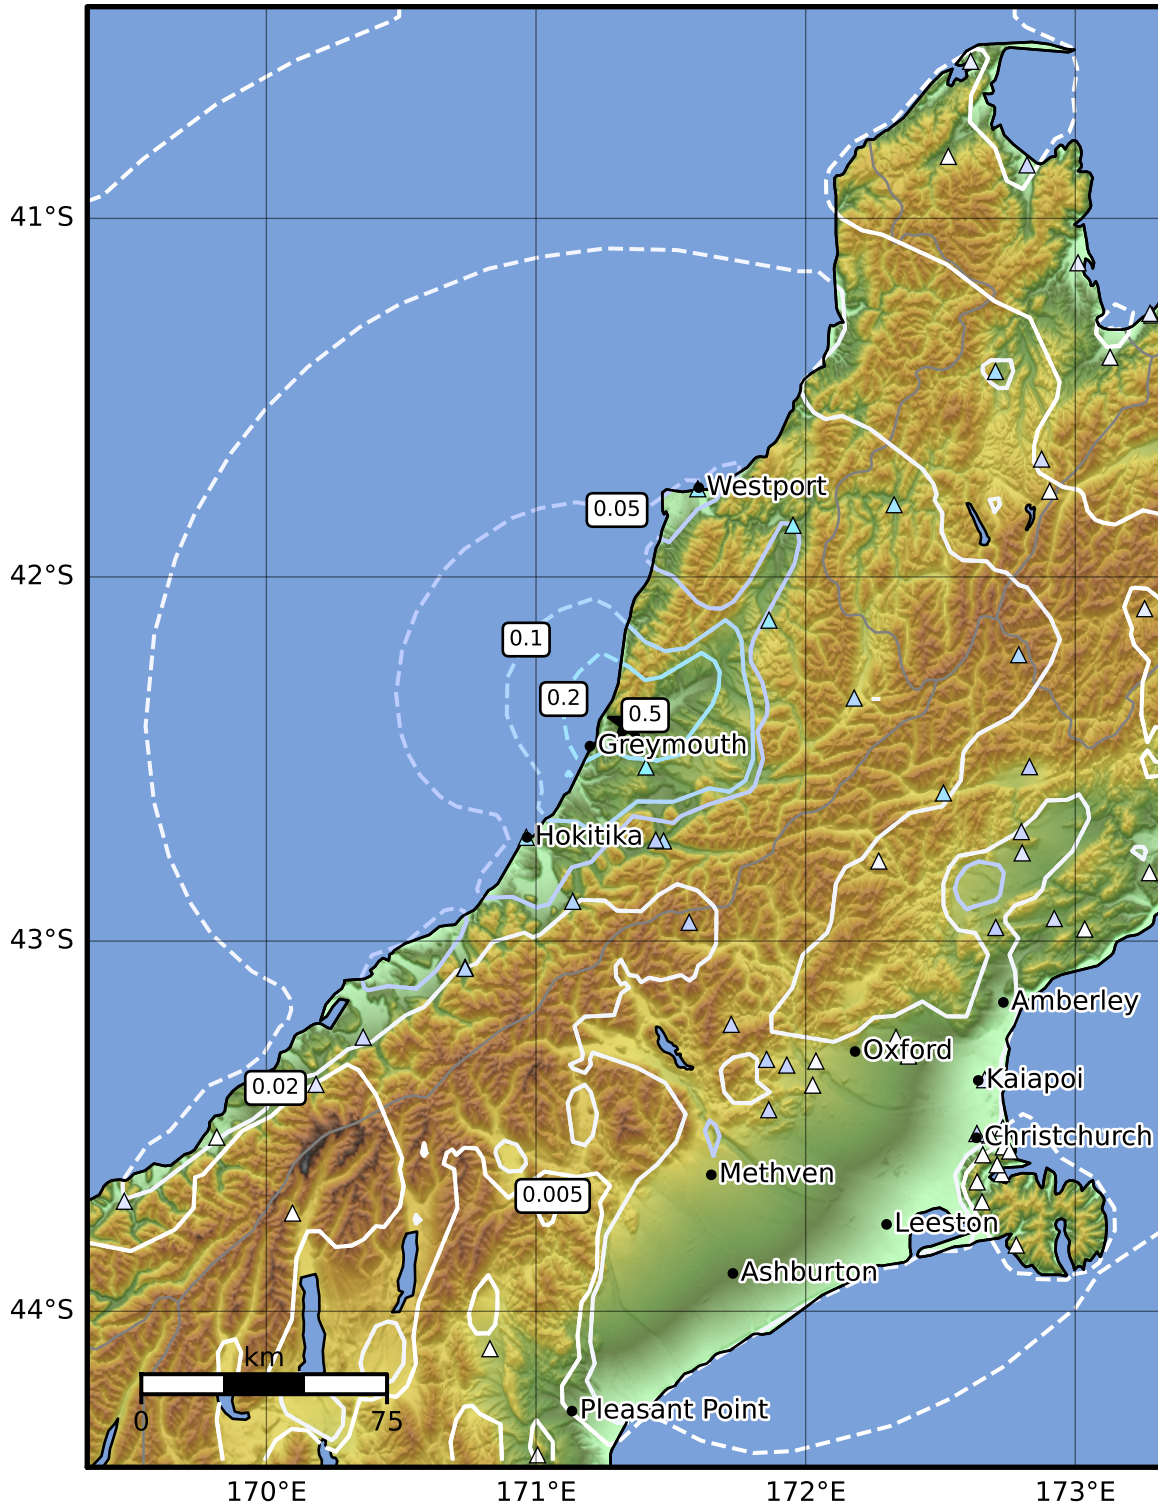 41°S
Westport
0.05
42°S
0.1
0.2
0.5
Greymouth
Hokitika
43°S
Amberley
Oxford
Kaiapoi
0.02
Christchurch
Methven
0.005
Leeston
Ashburton
44°S
km
0
75
Pleasant Point
170°E
171°E
172°E
173°E